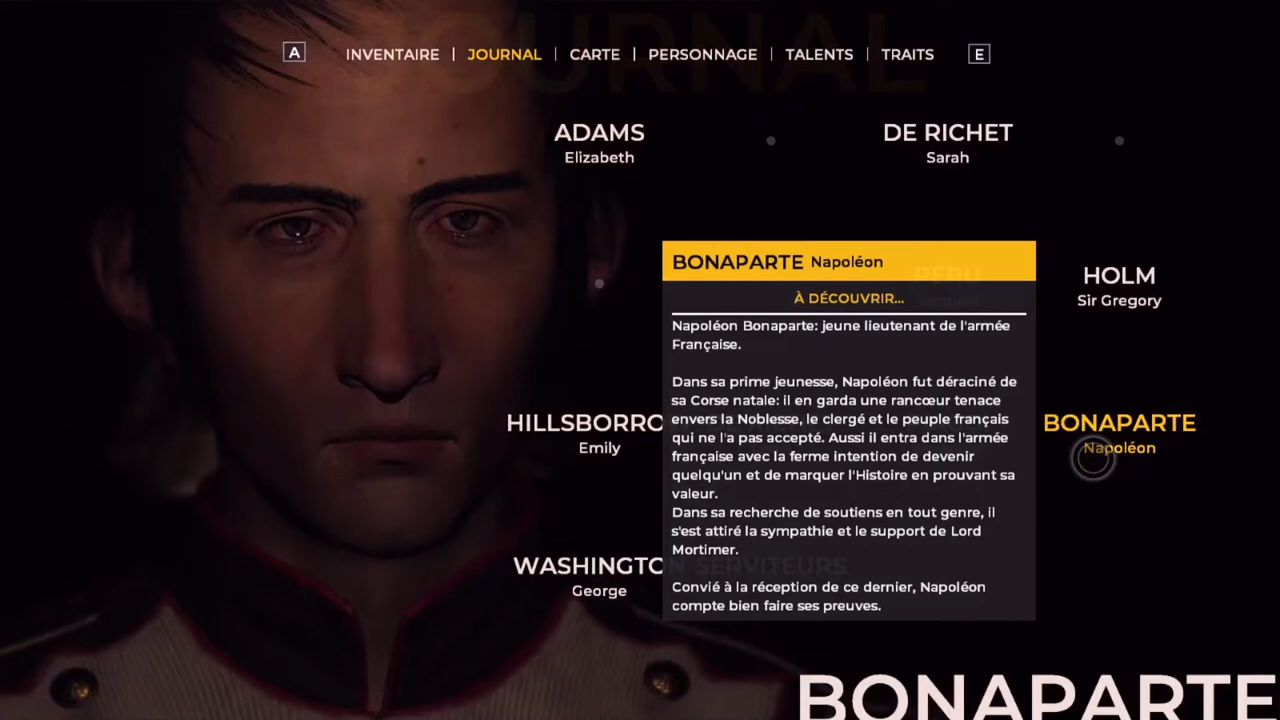 JOURNAL
A INVENTAIRE | JOURNAL | CARTE | PERSONNAGE | TALENTS | TRAITS E
ADAMS
Elizabeth
DE RICHET
Sarah
BONAPARTE Napoléon
À DÉCOUVRIR...
Napoléon Bonaparte: jeune lieutenant de l'armée
Française.
Dans sa prime jeunesse, Napoléon fut déraciné de
sa Corse natale: il en garda une rancœur tenace
envers la Noblesse, le clergé et le peuple français
qui ne l'a pas accepté. Aussi il entra dans l'armée
française avec la ferme intention de devenir
quelqu'un et de marquer l'Histoire en prouvant sa
valeur.
Dans sa recherche de soutiens en tout genre, il
s'est attiré la sympathie et le support de Lord
Mortimer.
Convié à la réception de ce dernier, Napoléon
compte bien faire ses preuves.
PERU
HOLM
Sir Gregory
HILLSBORRO
Emily
BONAPARTE
Napoléon
WASHINGTON SERVITEURS
George
BONAPARTE